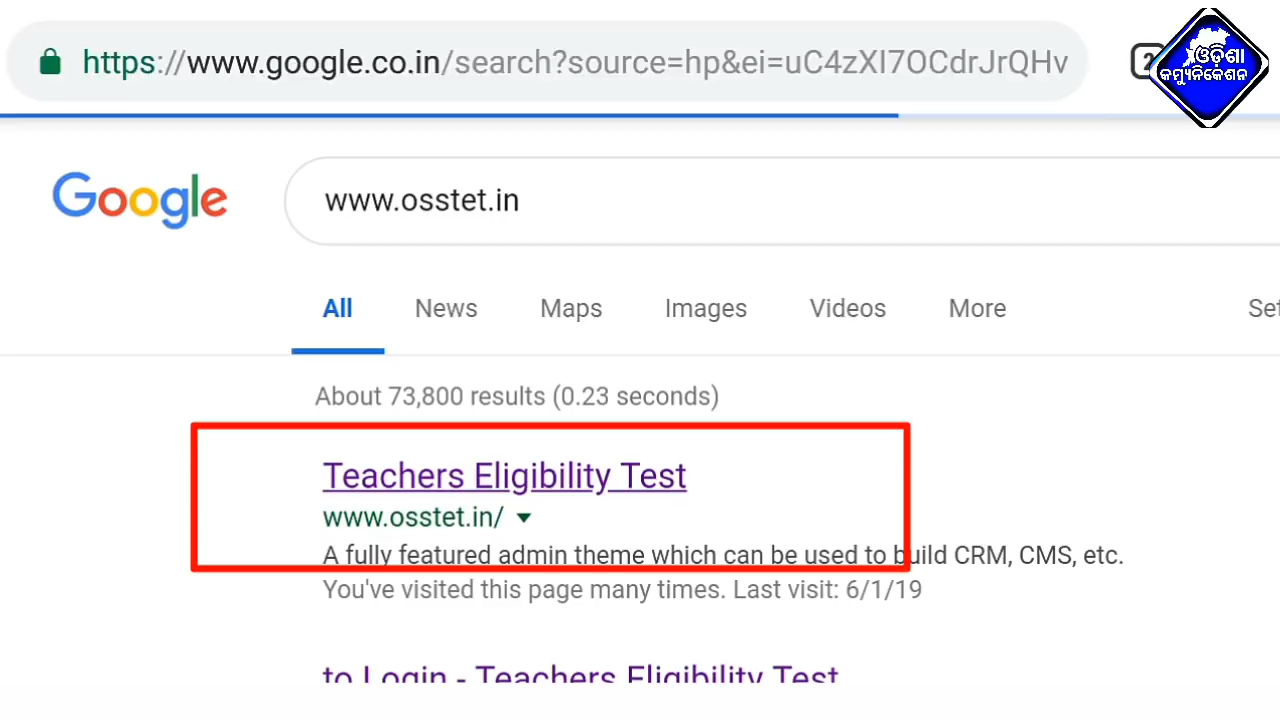 https://www.google.co.in/search?source=hp&ei=uC4zXI7OCdrJrQHv
2
ଓଡ଼ିଶା
କମ୍ୟୁନିକେଶନ
Google
www.osstet.in
All News Maps Images Videos More
About 73,800 results (0.23 seconds)
Teachers Eligibility Test
www.osstet.in/
A fully featured admin theme which can be used to build CRM, CMS, etc.
You've visited this page many times. Last visit: 6/1/19
to Login - Teachers Eligibility Test